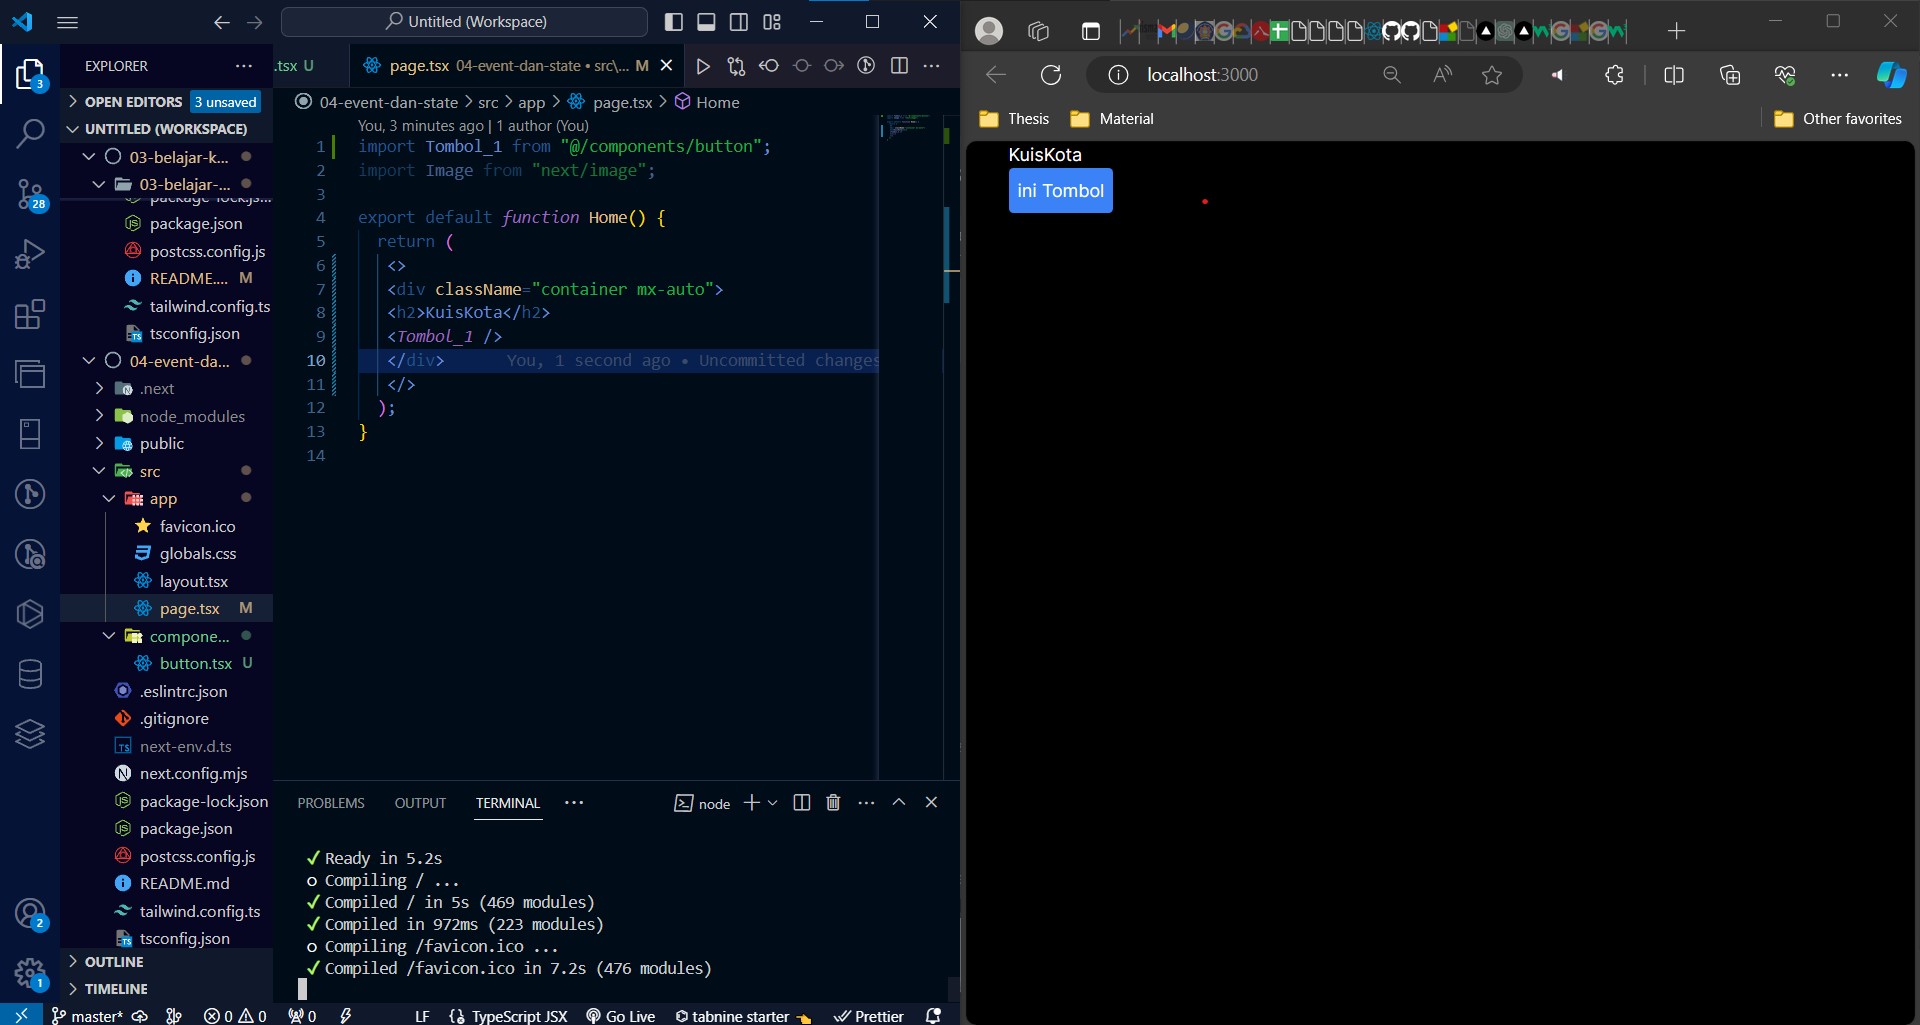 Untitled (Workspace)
EXPLORER
OPEN EDITORS 3 unsaved
UNTITLED (WORKSPACE)
03-belajar-k...
03-belajar-...
package-lock.js...
package.json
postcss.config.js
README.... M
tailwind.config.ts
tsconfig.json
04-event-da...
.next
node_modules
public
src
app
favicon.ico
globals.css
layout.tsx
page.tsx M
compone...
button.tsx U
.eslintrc.json
.gitignore
next-env.d.ts
next.config.mjs
package-lock.json
package.json
postcss.config.js
README.md
tailwind.config.ts
tsconfig.json
OUTLINE
TIMELINE
3
28
2
1
.tsx U
page.tsx 04-event-dan-state • src\... M
04-event-dan-state > src > app > page.tsx > Home
You, 3 minutes ago | 1 author (You)
1 import Tombol_1 from "@/components/button";
2 import Image from "next/image";
3
4 export default function Home() {
5 return (
6 <>
7 <div className="container mx-auto">
8 <h2>KuisKota</h2>
9 <Tombol_1 />
10 </div> You, 1 second ago • Uncommitted changes
11 </>
12 );
13 }
14
PROBLEMS OUTPUT TERMINAL node
Ready in 5.2s
Compiling / ...
Compiled / in 5s (469 modules)
Compiled in 972ms (223 modules)
Compiling /favicon.ico ...
Compiled /favicon.ico in 7.2s (476 modules)
master* 0 0 0 LF TypeScript JSX Go Live tabnine starter Prettier
localhost:3000
Thesis Material Other favorites
KuisKota
ini Tombol